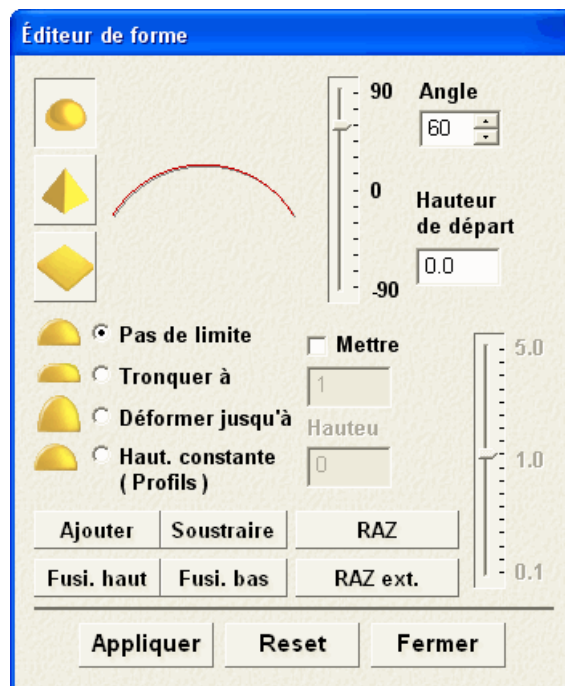 Éditeur de forme
90
Angle
60
0
Hauteur
de départ
0.0
-90
Pas de limite
Mettre
5.0
Tronquer à
1
Déformer jusqu'à
Hauteu
Haut. constante
( Profils )
0
1.0
Ajouter
Soustraire
RAZ
Fusi. haut
Fusi. bas
RAZ ext.
0.1
Appliquer
Reset
Fermer